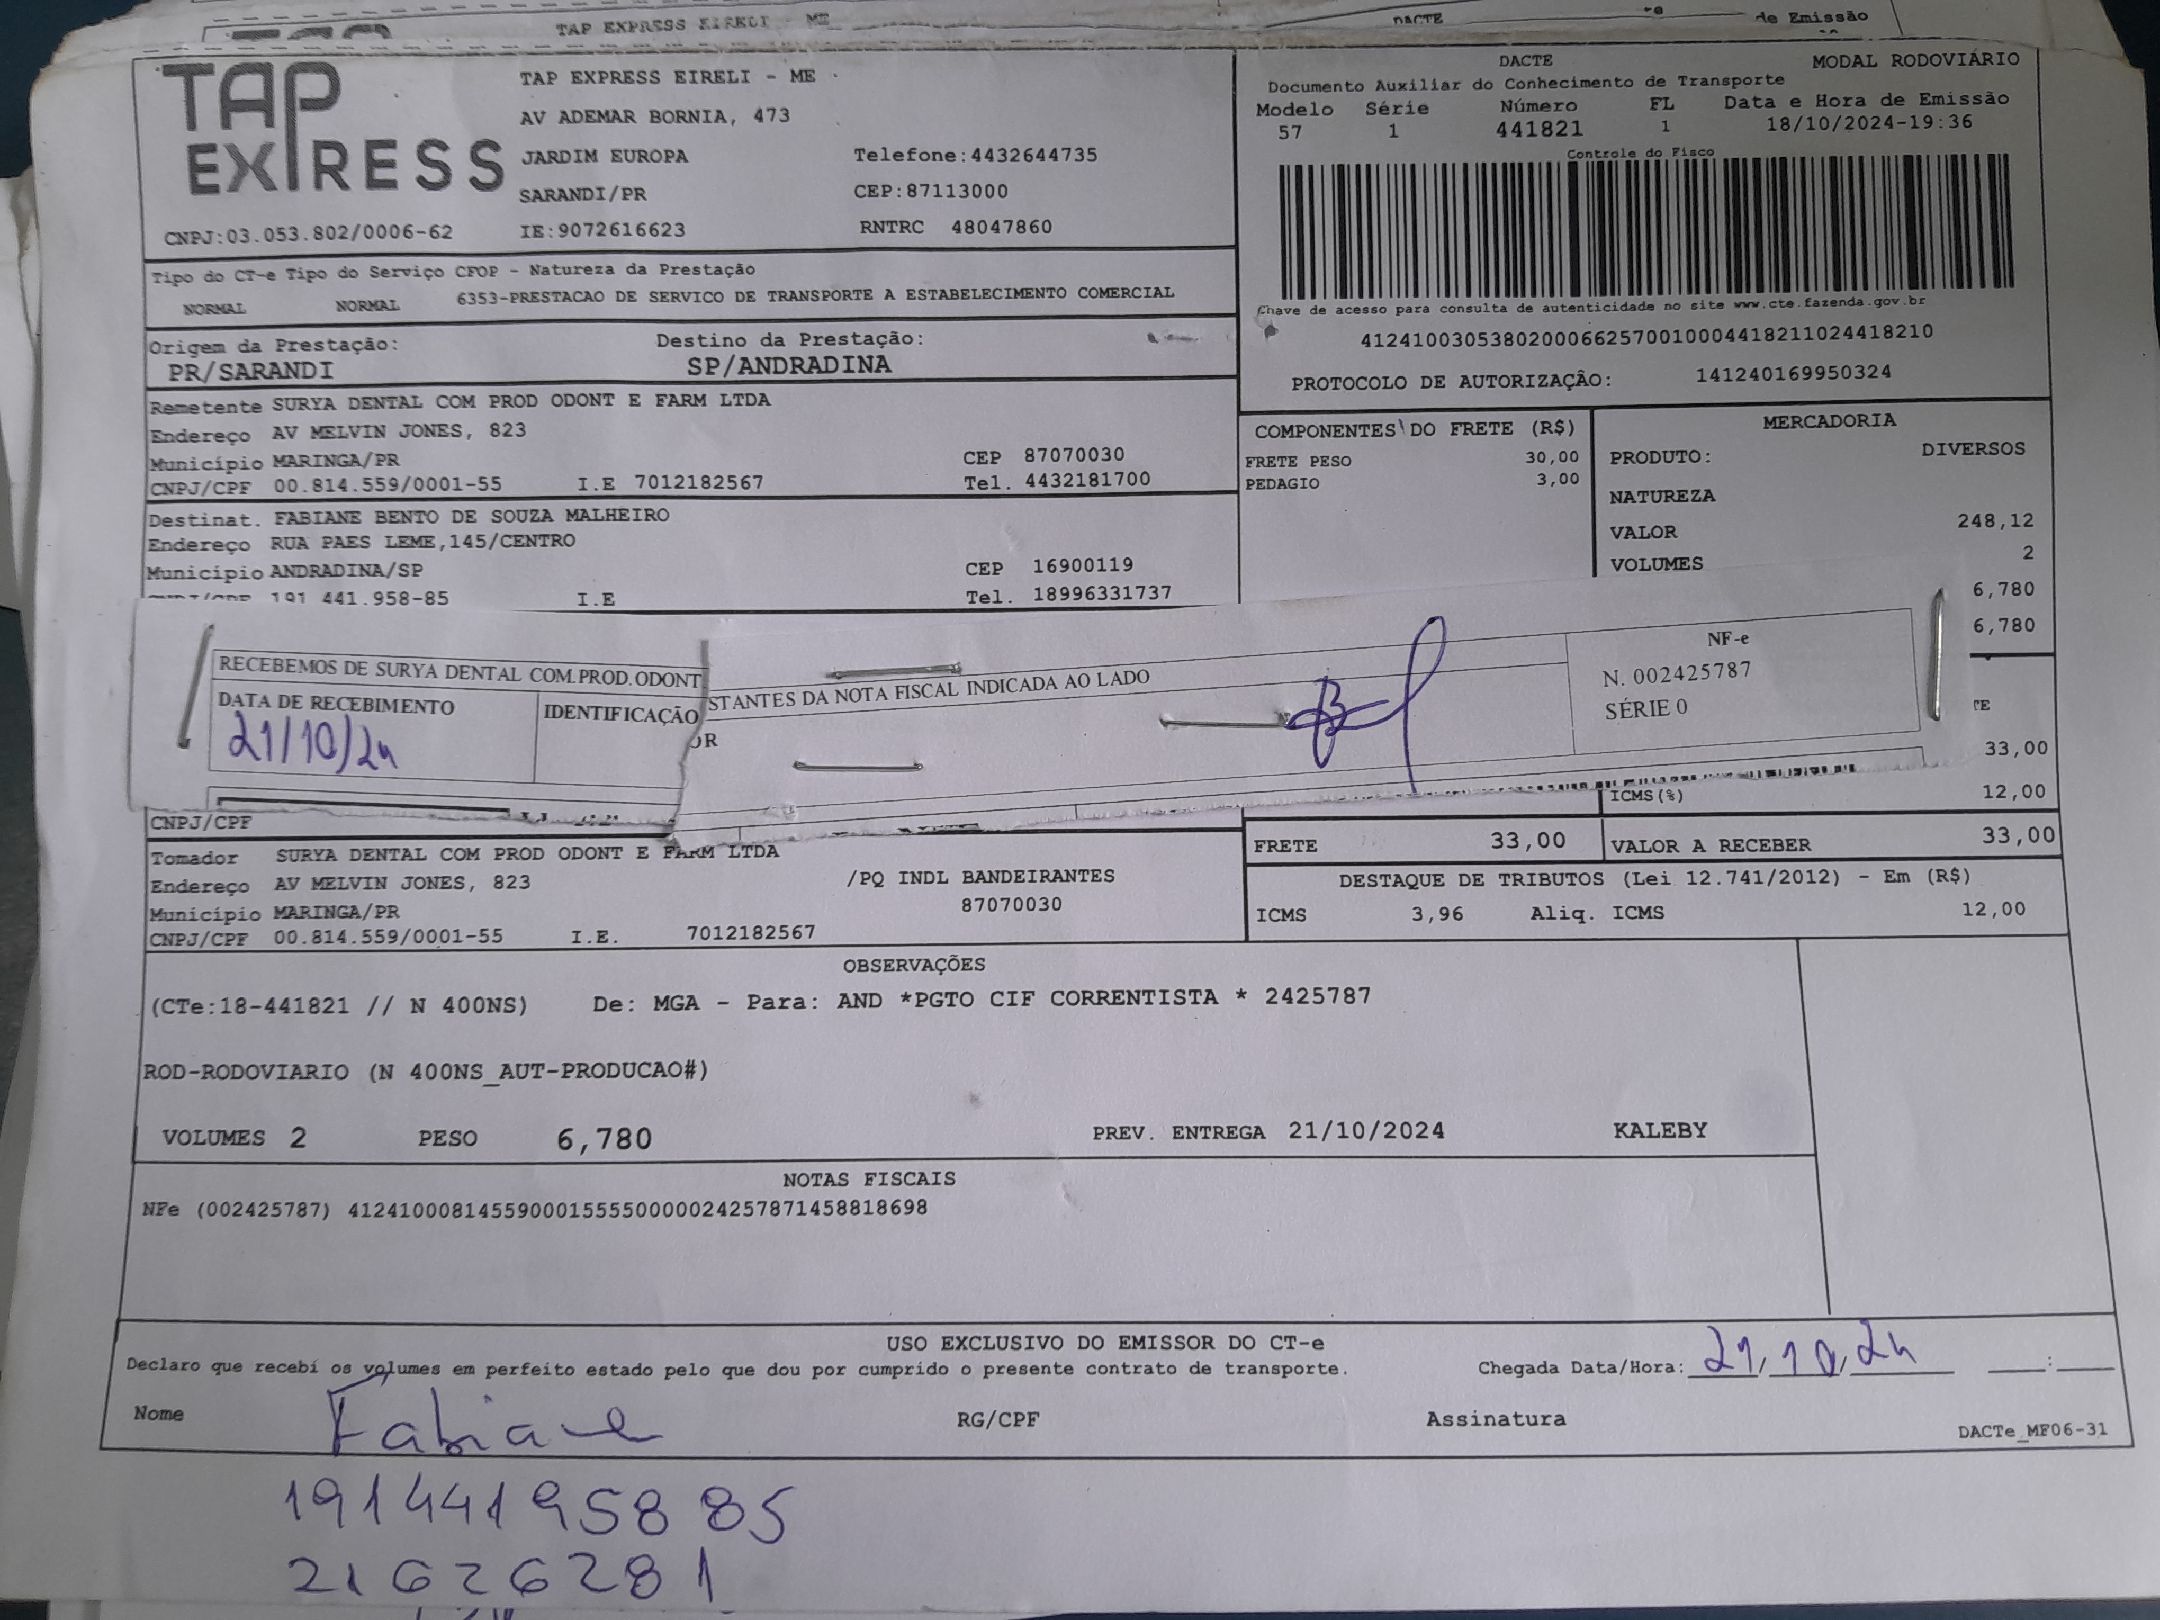 TAP EXPRESS EIRELI - ME
DACTE
de Emissão
TAP EXPRESS
TAP EXPRESS EIRELI - ME
AV ADEMAR BORNIA, 473
JARDIM EUROPA Telefone:4432644735
SARANDI/PR CEP:87113000
CNPJ:03.053.802/0006-62 IE:9072616623 RNTRC 48047860
DACTE MODAL RODOVIÁRIO
Documento Auxiliar do Conhecimento de Transporte
Modelo Série Número FL Data e Hora de Emissão
57 1 441821 1 18/10/2024-19:36
Controle do Fisco
Chave de acesso para consulta de autenticidade no site www.cte.fazenda.gov.br
41241003053802000662570010004418211024418210
PROTOCOLO DE AUTORIZAÇÃO: 141240169950324
Tipo do CT-e Tipo do Serviço CFOP - Natureza da Prestação
NORMAL NORMAL 6353-PRESTACAO DE SERVICO DE TRANSPORTE A ESTABELECIMENTO COMERCIAL
Origem da Prestação: Destino da Prestação:
PR/SARANDI SP/ANDRADINA
Remetente SURYA DENTAL COM PROD ODONT E FARM LTDA
Endereço AV MELVIN JONES, 823
Município MARINGA/PR CEP 87070030
CNPJ/CPF 00.814.559/0001-55 I.E 7012182567 Tel. 4432181700
Destinat. FABIANE BENTO DE SOUZA MALHEIRO
Endereço RUA PAES LEME,145/CENTRO
Município ANDRADINA/SP CEP 16900119
CNPJ/CPF 191 441.958-85 I.E Tel. 18996331737
COMPONENTES DO FRETE (R$)
FRETE PESO 30,00
PEDAGIO 3,00
MERCADORIA
PRODUTO: DIVERSOS
NATUREZA
VALOR 248,12
VOLUMES 2
6,780
6,780
RECEBEMOS DE SURYA DENTAL COM.PROD.ODONT
STANTES DA NOTA FISCAL INDICADA AO LADO
DATA DE RECEBIMENTO IDENTIFICAÇÃO
OR
21/10/24
NF-e
N. 002425787
SÉRIE 0
TE
33,00
ICMS(%) 12,00
CNPJ/CPF
FRETE 33,00 VALOR A RECEBER 33,00
Tomador SURYA DENTAL COM PROD ODONT E FARM LTDA
Endereço AV MELVIN JONES, 823 /PQ INDL BANDEIRANTES
Município MARINGA/PR 87070030
CNPJ/CPF 00.814.559/0001-55 I.E. 7012182567
DESTAQUE DE TRIBUTOS (Lei 12.741/2012) - Em (R$)
ICMS 3,96 Aliq. ICMS 12,00
OBSERVAÇÕES
(CTe:18-441821 // N 400NS) De: MGA - Para: AND *PGTO CIF CORRENTISTA * 2425787
ROD-RODOVIARIO (N 400NS_AUT-PRODUCAO#)
VOLUMES 2 PESO 6,780 PREV. ENTREGA 21/10/2024 KALEBY
NOTAS FISCAIS
NFe (002425787) 41241000814559000155550000024257871458818698
USO EXCLUSIVO DO EMISSOR DO CT-e
Declaro que recebi os volumes em perfeito estado pelo que dou por cumprido o presente contrato de transporte. Chegada Data/Hora: 21/10/24 :
Nome Fabiane RG/CPF Assinatura
DACTe_MF06-31
191441958 85
21626281